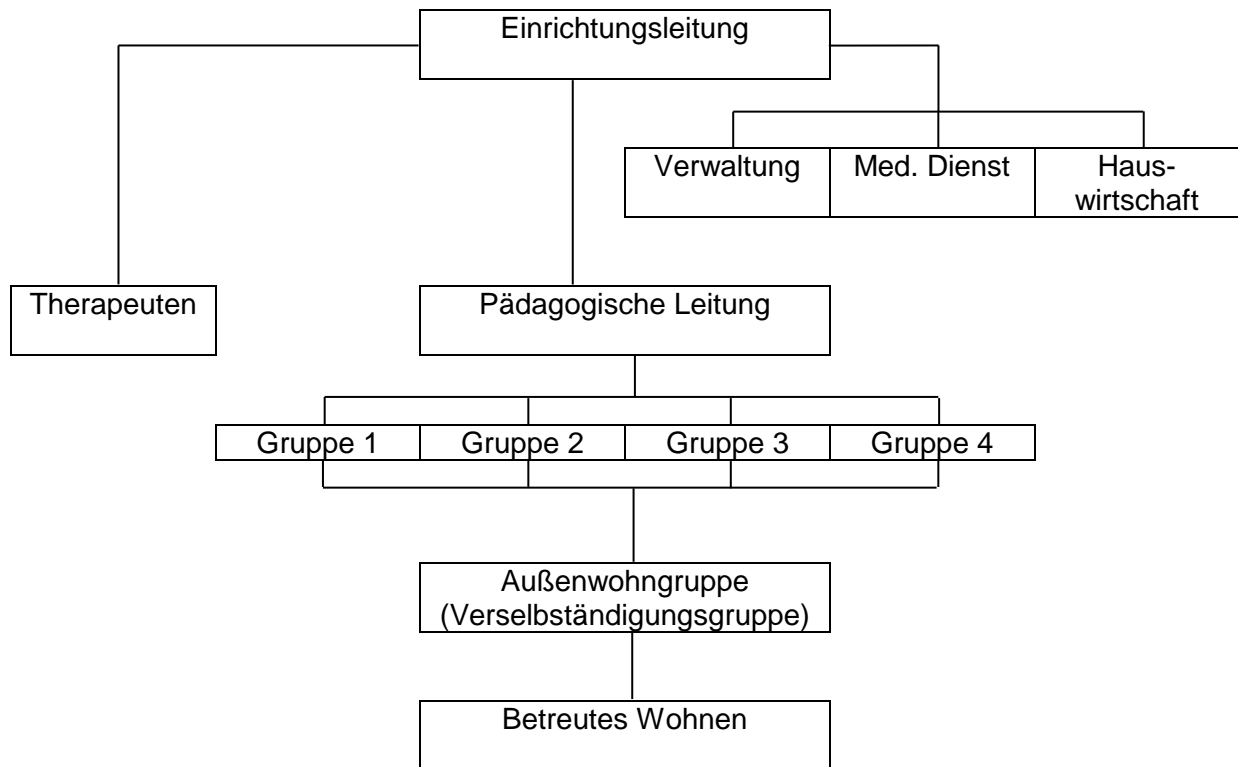 Einrichtungsleitung
Verwaltung
Med. Dienst
Haus-
wirtschaft
Therapeuten
Pädagogische Leitung
Gruppe 1
Gruppe 2
Gruppe 3
Gruppe 4
Außenwohngruppe
(Verselbständigungsgruppe)
Betreutes Wohnen